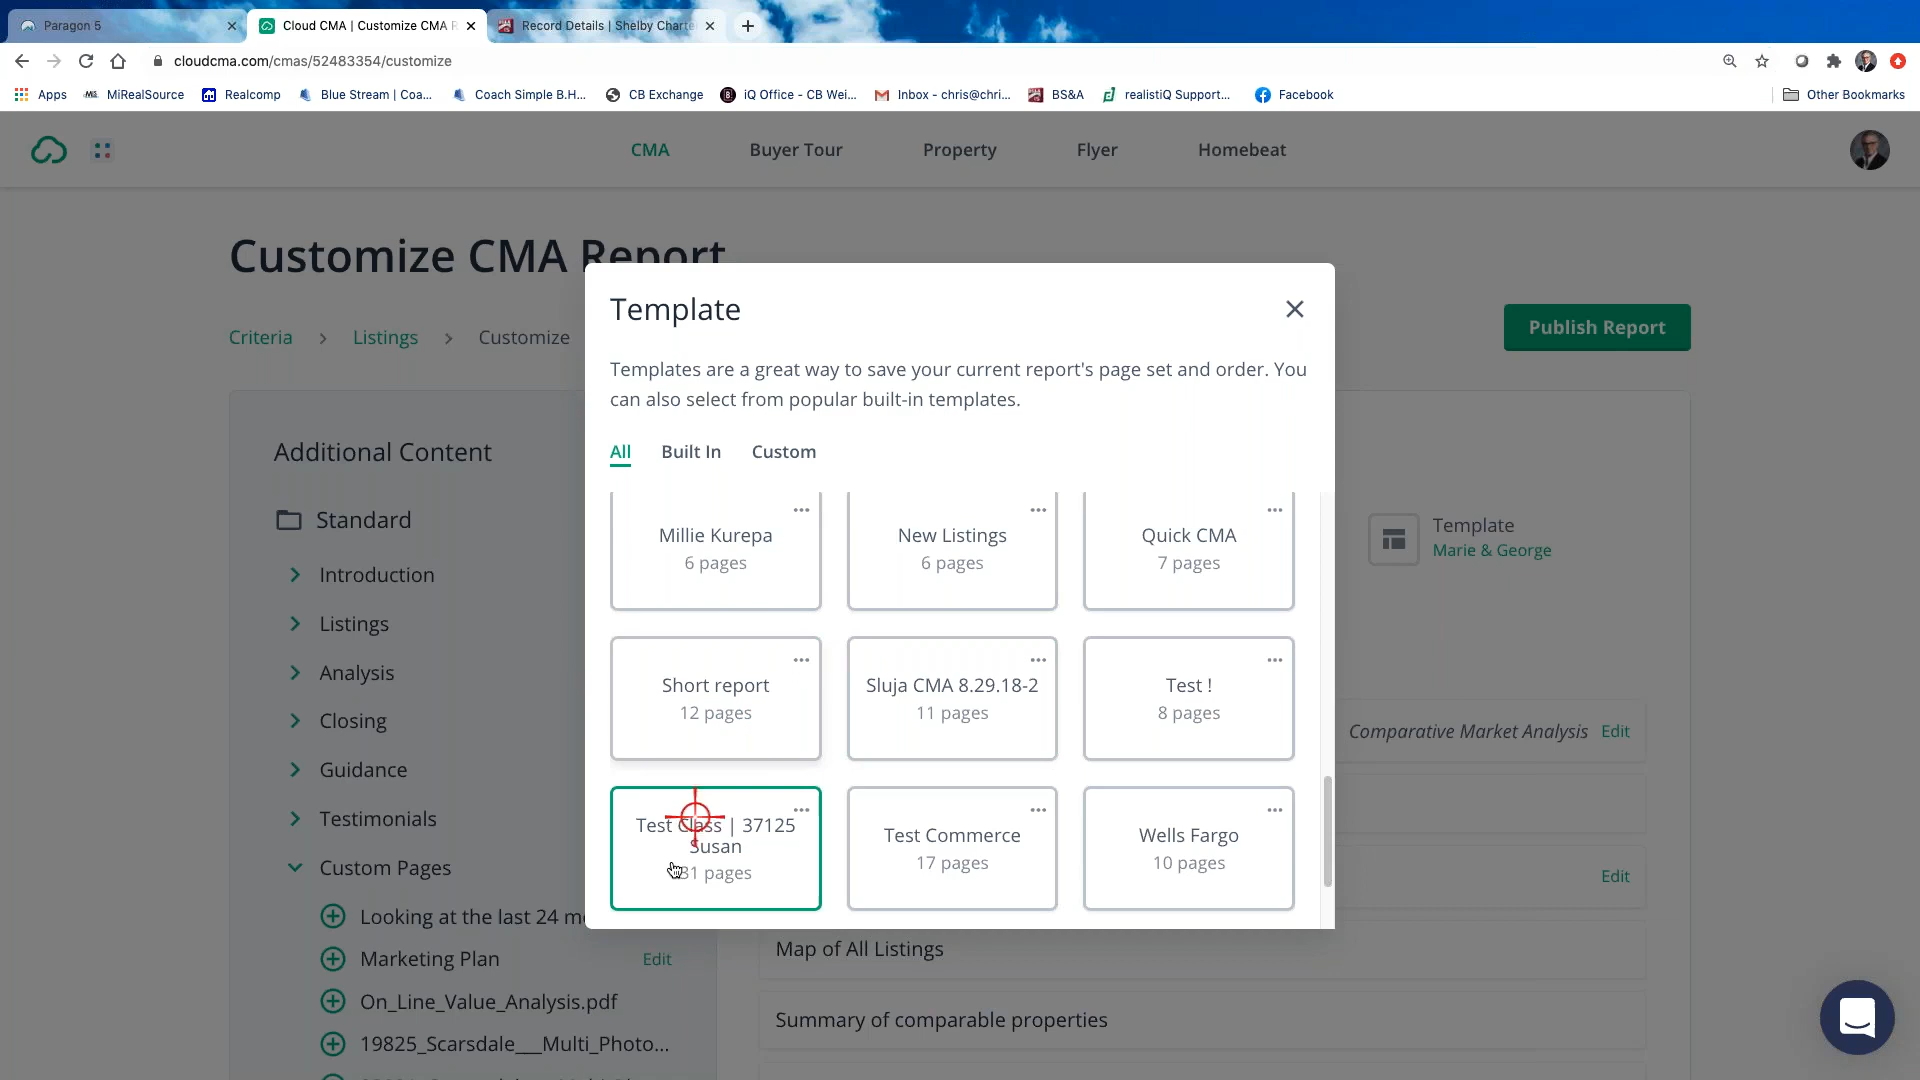 Paragon 5
Cloud CMA | Customize CMA R
Record Details | Shelby Charte
cloudcma.com/cmas/52483354/customize
Apps
MiRealSource
Realcomp
Blue Stream | Coa...
Coach Simple B.H...
CB Exchange
iQ Office - CB Wei...
Inbox - chris@chri...
BS&A
realistiQ Support...
Facebook
Other Bookmarks
CMA
Buyer Tour
Property
Flyer
Homebeat
Customize CMA Report
Criteria > Listings > Customize
Publish Report
Additional Content
Standard
Introduction
Listings
Analysis
Closing
Guidance
Testimonials
Custom Pages
Looking at the last 24 m
Marketing Plan
Edit
On_Line_Value_Analysis.pdf
19825_Scarsdale___Multi_Photo...
Template
Templates are a great way to save your current report's page set and order. You
can also select from popular built-in templates.
All
Built In
Custom
Millie Kurepa
6 pages
New Listings
6 pages
Quick CMA
7 pages
Short report
12 pages
Sluja CMA 8.29.18-2
11 pages
Test !
8 pages
Test Class | 37125
Susan
31 pages
Test Commerce
17 pages
Wells Fargo
10 pages
Template
Marie & George
Comparative Market Analysis
Edit
Edit
Map of All Listings
Summary of comparable properties